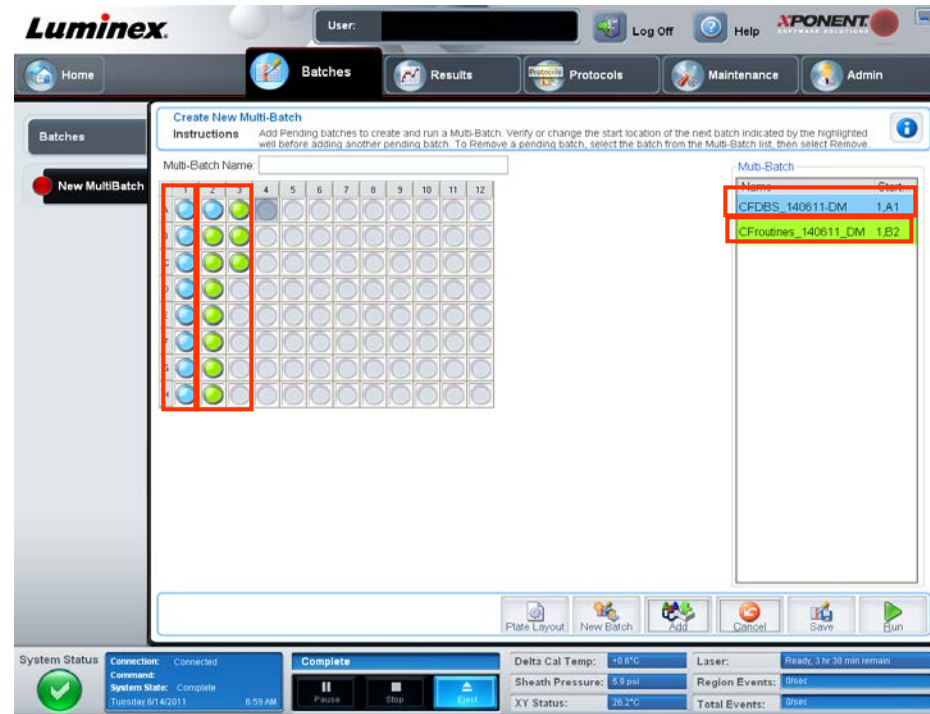 Luminex.
User:
Log Off
Help
XPONENT
SOFTWARE SOLUTIONS
Home
Batches
Results
Protocols
Protocols
Maintenance
Admin
Batches
New MultiBatch
Create New Multi-Batch
Instructions Add Pending batches to create and run a Multi-Batch. Verify or change the start location of the next batch indicated by the highlighted
well before adding another pending batch. To Remove a pending batch, select the batch from the Multi-Batch list, then select Remove.
Multi-Batch Name:
1 2 3 4 5 6 7 8 9 10 11 12
A
B
C
D
E
F
G
H
Multi-Batch
Name Start
CFDBS_140611-DM 1,A1
CFroutines_140611_DM 1,B2
Plate Layout
New Batch
Add
Cancel
Save
Run
System Status
Connection: Connected
Command:
System State: Complete
Tuesday 6/14/2011 6:59 AM
Complete
Pause
Stop
Eject
Delta Cal Temp: +0.6°C
Sheath Pressure: 5.9 psi
XY Status: 26.2°C
Laser: Ready, 3 hr 38 min remain
Region Events: 0/sec
Total Events: 0/sec